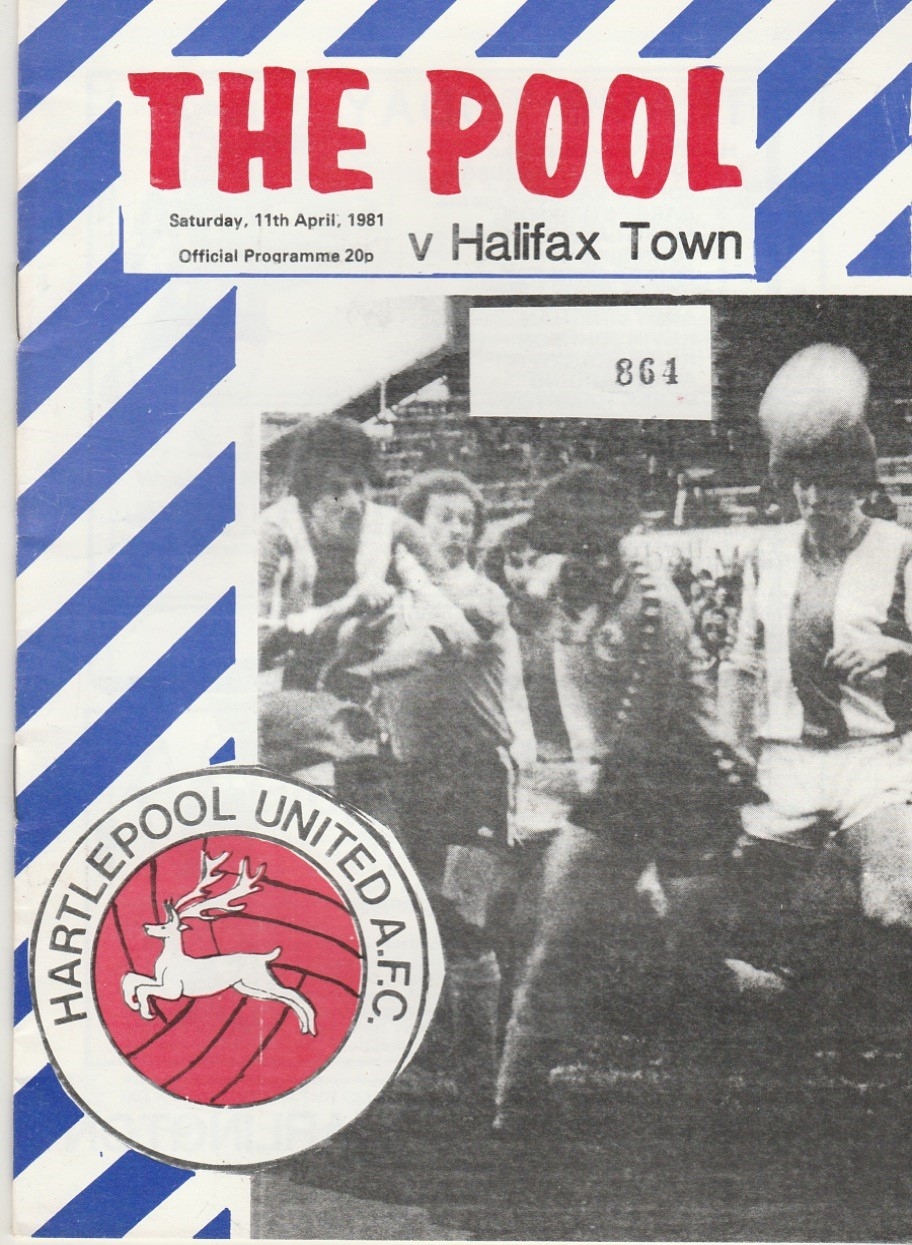 THE POOL
Saturday, 11th April, 1981
Official Programme 20p
v Halifax Town
864
HARTLEPOOL UNITED A.F.C.